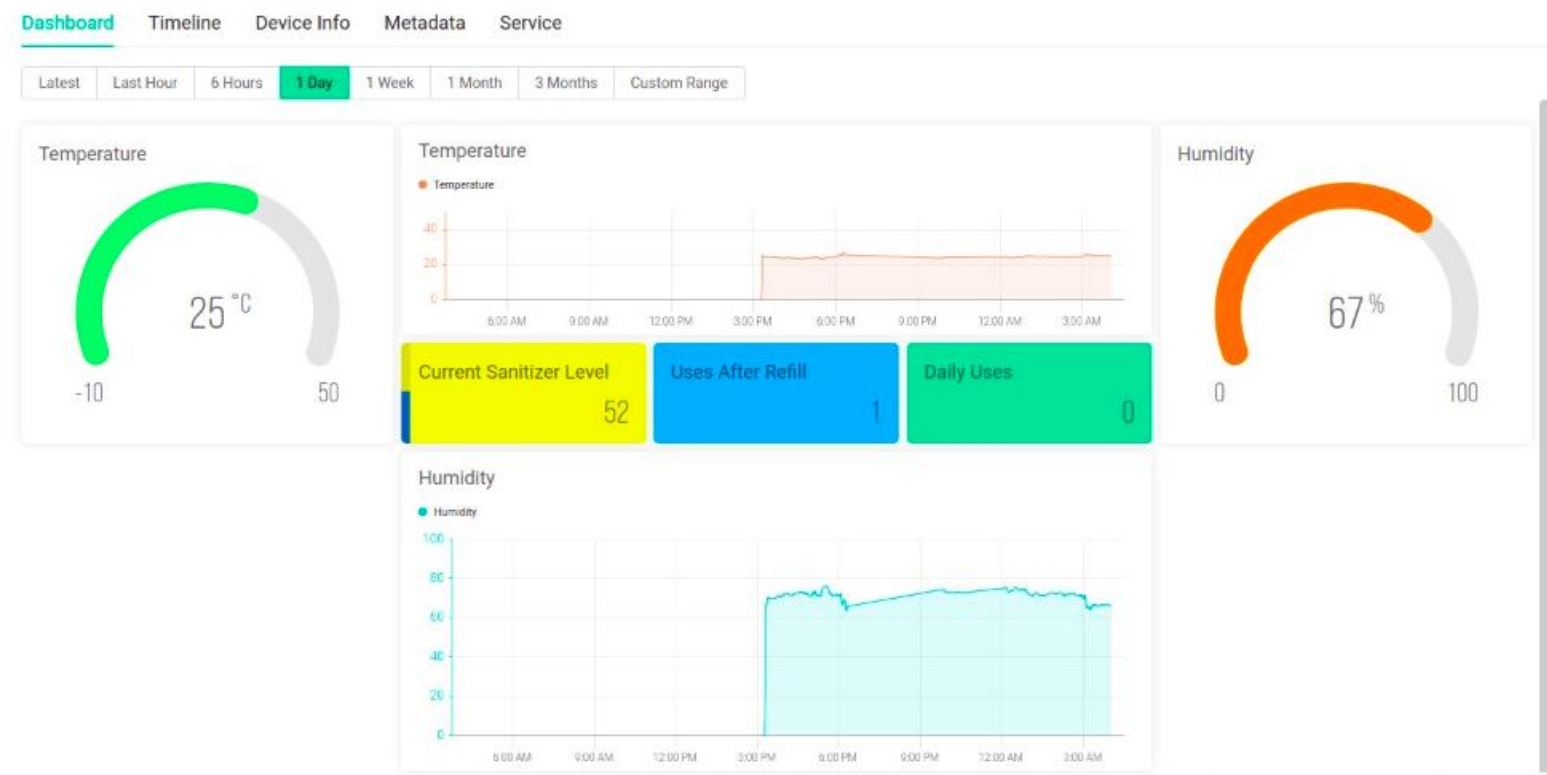 Dashboard Timeline Device Info Metadata Service
Latest Last Hour 6 Hours 1 Day 1 Week 1 Month 3 Months Custom Range
Temperature
25 °C
-10 50
Temperature
Temperature
40
20
0
6:00 AM 9:00 AM 12:00 PM 3:00 PM 6:00 PM 9:00 PM 12:00 AM 3:00 AM
Humidity
67 %
0 100
Current Sanitizer Level
52
Uses After Refill
1
Daily Uses
0
Humidity
Humidity
100
80
60
40
20
0
6:00 AM 9:00 AM 12:00 PM 3:00 PM 6:00 PM 9:00 PM 12:00 AM 3:00 AM